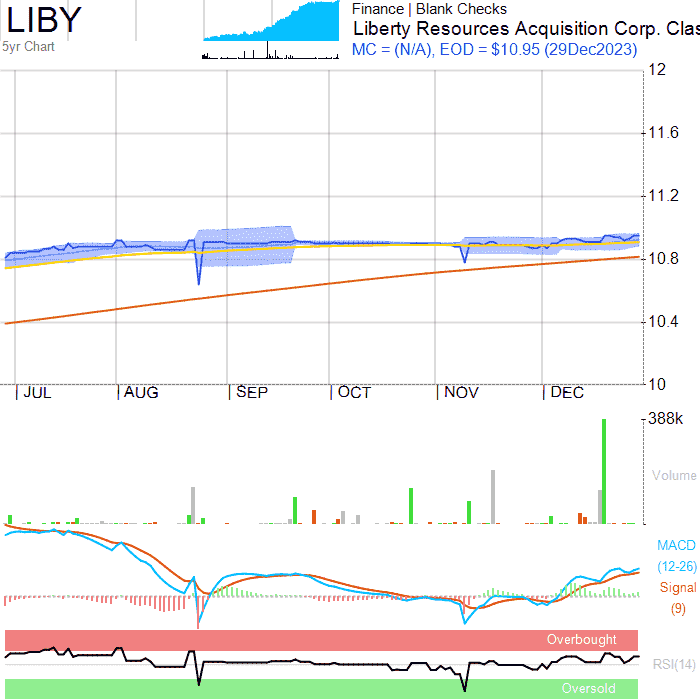 LIBY
5yr Chart
Finance | Blank Checks
Liberty Resources Acquisition Corp. Clas
MC = (N/A), EOD = $10.95 (29Dec2023)
12
11.6
11.2
10.8
10.4
10
JUL AUG SEP OCT NOV DEC
388k
Volume
MACD
(12-26)
Signal
(9)
Overbought
RSI(14)
Oversold